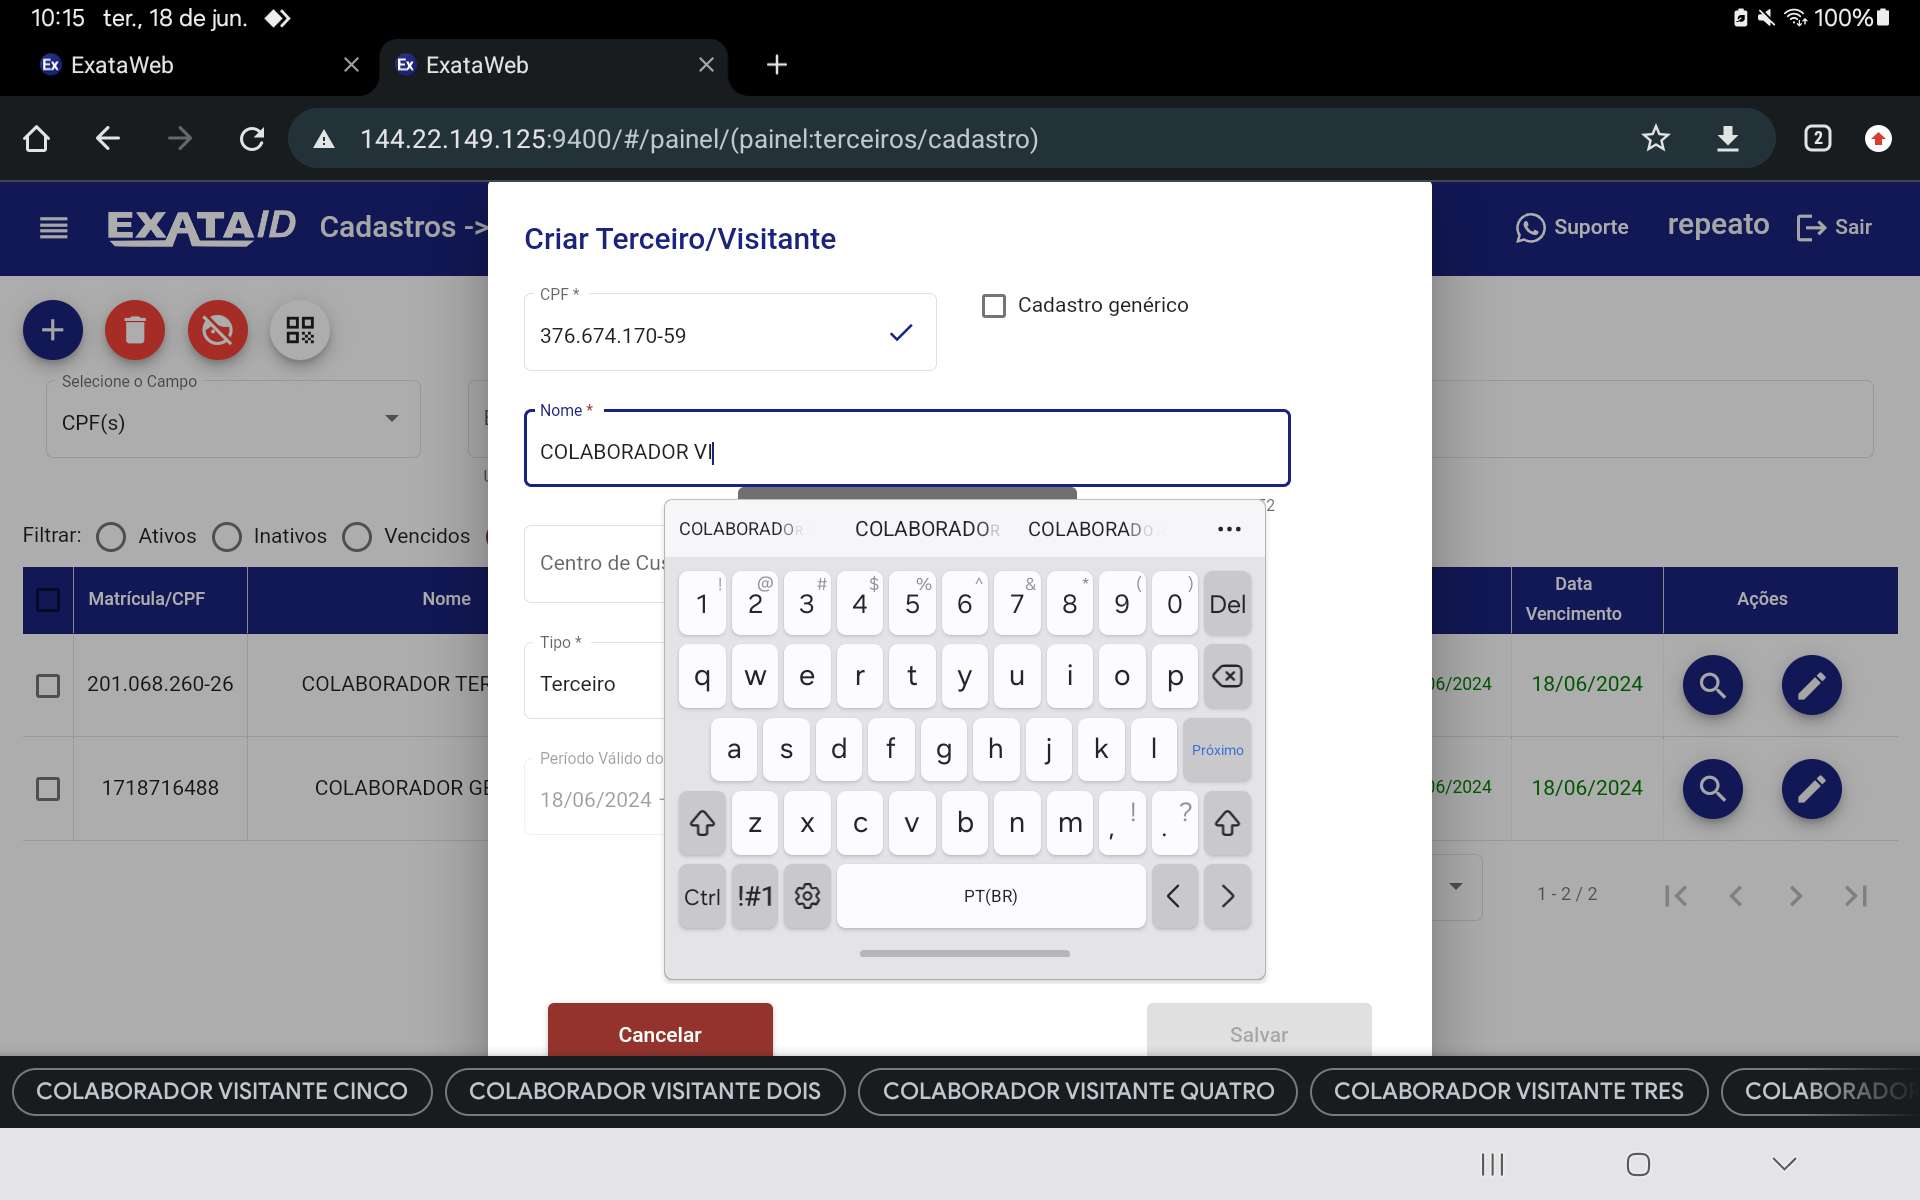 10:15 ter., 18 de jun. 100%
ExataWeb
ExataWeb
144.22.149.125:9400/#/painel/(painel:terceiros/cadastro)
2
EXATA/D Cadastros ->
Suporte repeato Sair
Criar Terceiro/Visitante
CPF *
376.674.170-59
Cadastro genérico
Selecione o Campo
CPF(s)
Nome *
COLABORADOR VI
Filtrar: Ativos Inativos Vencidos
Centro de Cus
Matrícula/CPF Nome Data Vencimento Ações
Tipo *
Terceiro
201.068.260-26 COLABORADOR TER 06/2024 18/06/2024
Período Válido do
18/06/2024 -
1718716488 COLABORADOR GE 06/2024 18/06/2024
1 - 2 / 2
COLABORADOR COLABORADOR COLABORADO
! @ # $ % ^ & * ( )
1 2 3 4 5 6 7 8 9 0 Del
q w e r t y u i o p
a s d f g h j k l Próximo
z x c v b n m , ! . ?
Ctrl !#1 PT(BR) < >
Cancelar Salvar
COLABORADOR VISITANTE CINCO COLABORADOR VISITANTE DOIS COLABORADOR VISITANTE QUATRO COLABORADOR VISITANTE TRES COLABORADOR